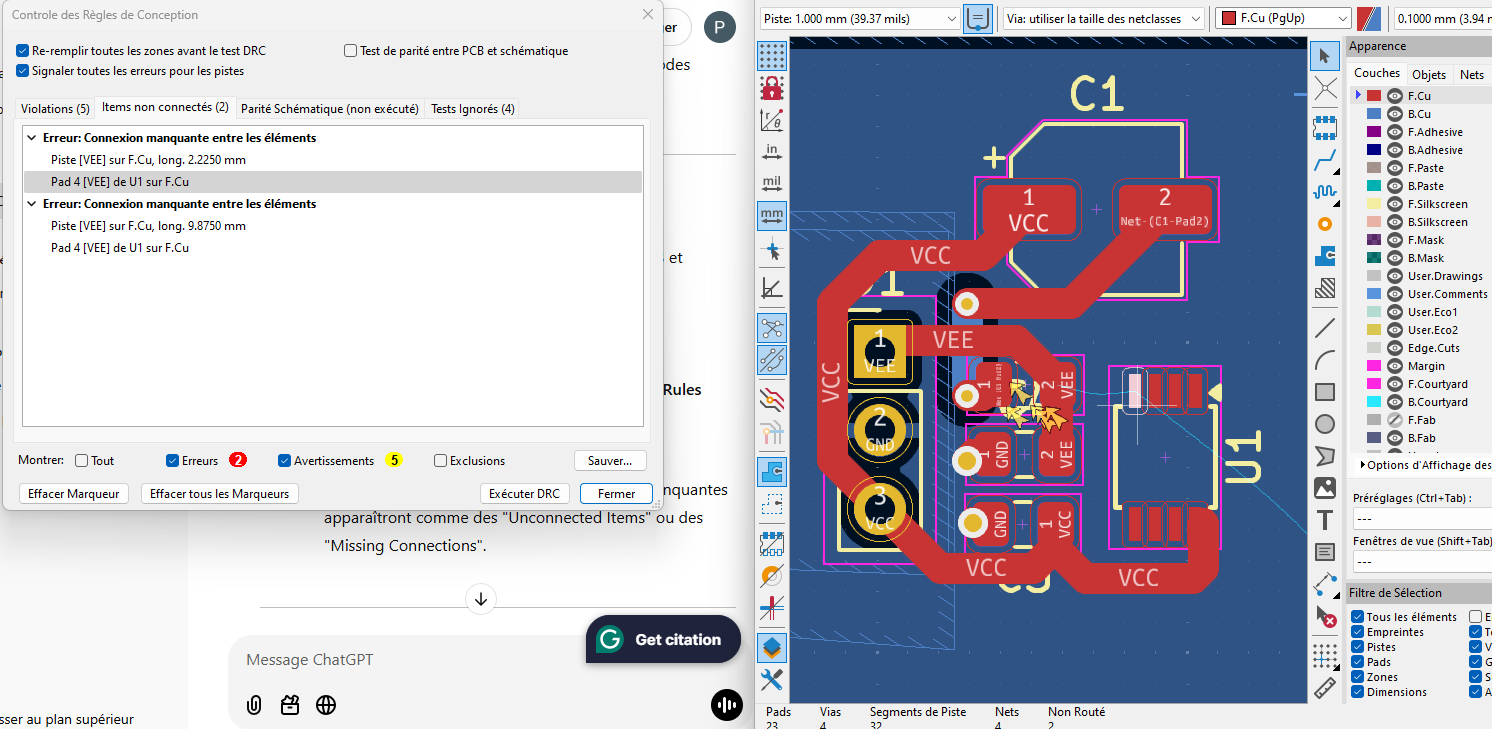 Controle des Règles de Conception
Re-remplir toutes les zones avant le test DRC
Test de parité entre PCB et schématique
Signaler toutes les erreurs pour les pistes
Violations (5)
Items non connectés (2)
Parité Schématique (non exécuté)
Tests Ignorés (4)
Erreur: Connexion manquante entre les éléments
Piste [VEE] sur F.Cu, long. 2.2250 mm
Pad 4 [VEE] de U1 sur F.Cu
Erreur: Connexion manquante entre les éléments
Piste [VEE] sur F.Cu, long. 9.8750 mm
Pad 4 [VEE] de U1 sur F.Cu
Montrer:
Tout
Erreurs
2
Avertissements
5
Exclusions
Sauver...
Effacer Marqueur
Effacer tous les Marqueurs
Exécuter DRC
Fermer
er
P
odes
s et
Rules
nquantes
apparaîtront comme des "Unconnected Items" ou des
"Missing Connections".
Get citation
Message ChatGPT
sser au plan supérieur
Piste: 1.000 mm (39.37 mils)
Via: utiliser la taille des netclasses
F.Cu (PgUp)
0.1000 mm (3.94 m
in
mil
mm
C1
+
1
VCC
2
Net-(C1-Pad2)
VCC
1
VEE
1
VEE
VCC
1
2
VEE
2
GND
1
GND
2
VEE
3
VCC
GND
1
VCC
VCC
VCC
U1
Apparence
Couches
Objets
Nets
F.Cu
B.Cu
F.Adhesive
B.Adhesive
F.Paste
B.Paste
F.Silkscreen
B.Silkscreen
F.Mask
B.Mask
User.Drawings
User.Comments
User.Eco1
User.Eco2
Edge.Cuts
Margin
F.Courtyard
B.Courtyard
F.Fab
B.Fab
Options d'Affichage des
Préréglages (Ctrl+Tab) :
---
Fenêtres de vue (Shift+Tab)
---
Filtre de Sélection
Tous les éléments
Empreintes
Pistes
Pads
Zones
Dimensions
Pads
23
Vias
4
Segments de Piste
32
Nets
4
Non Routé
2